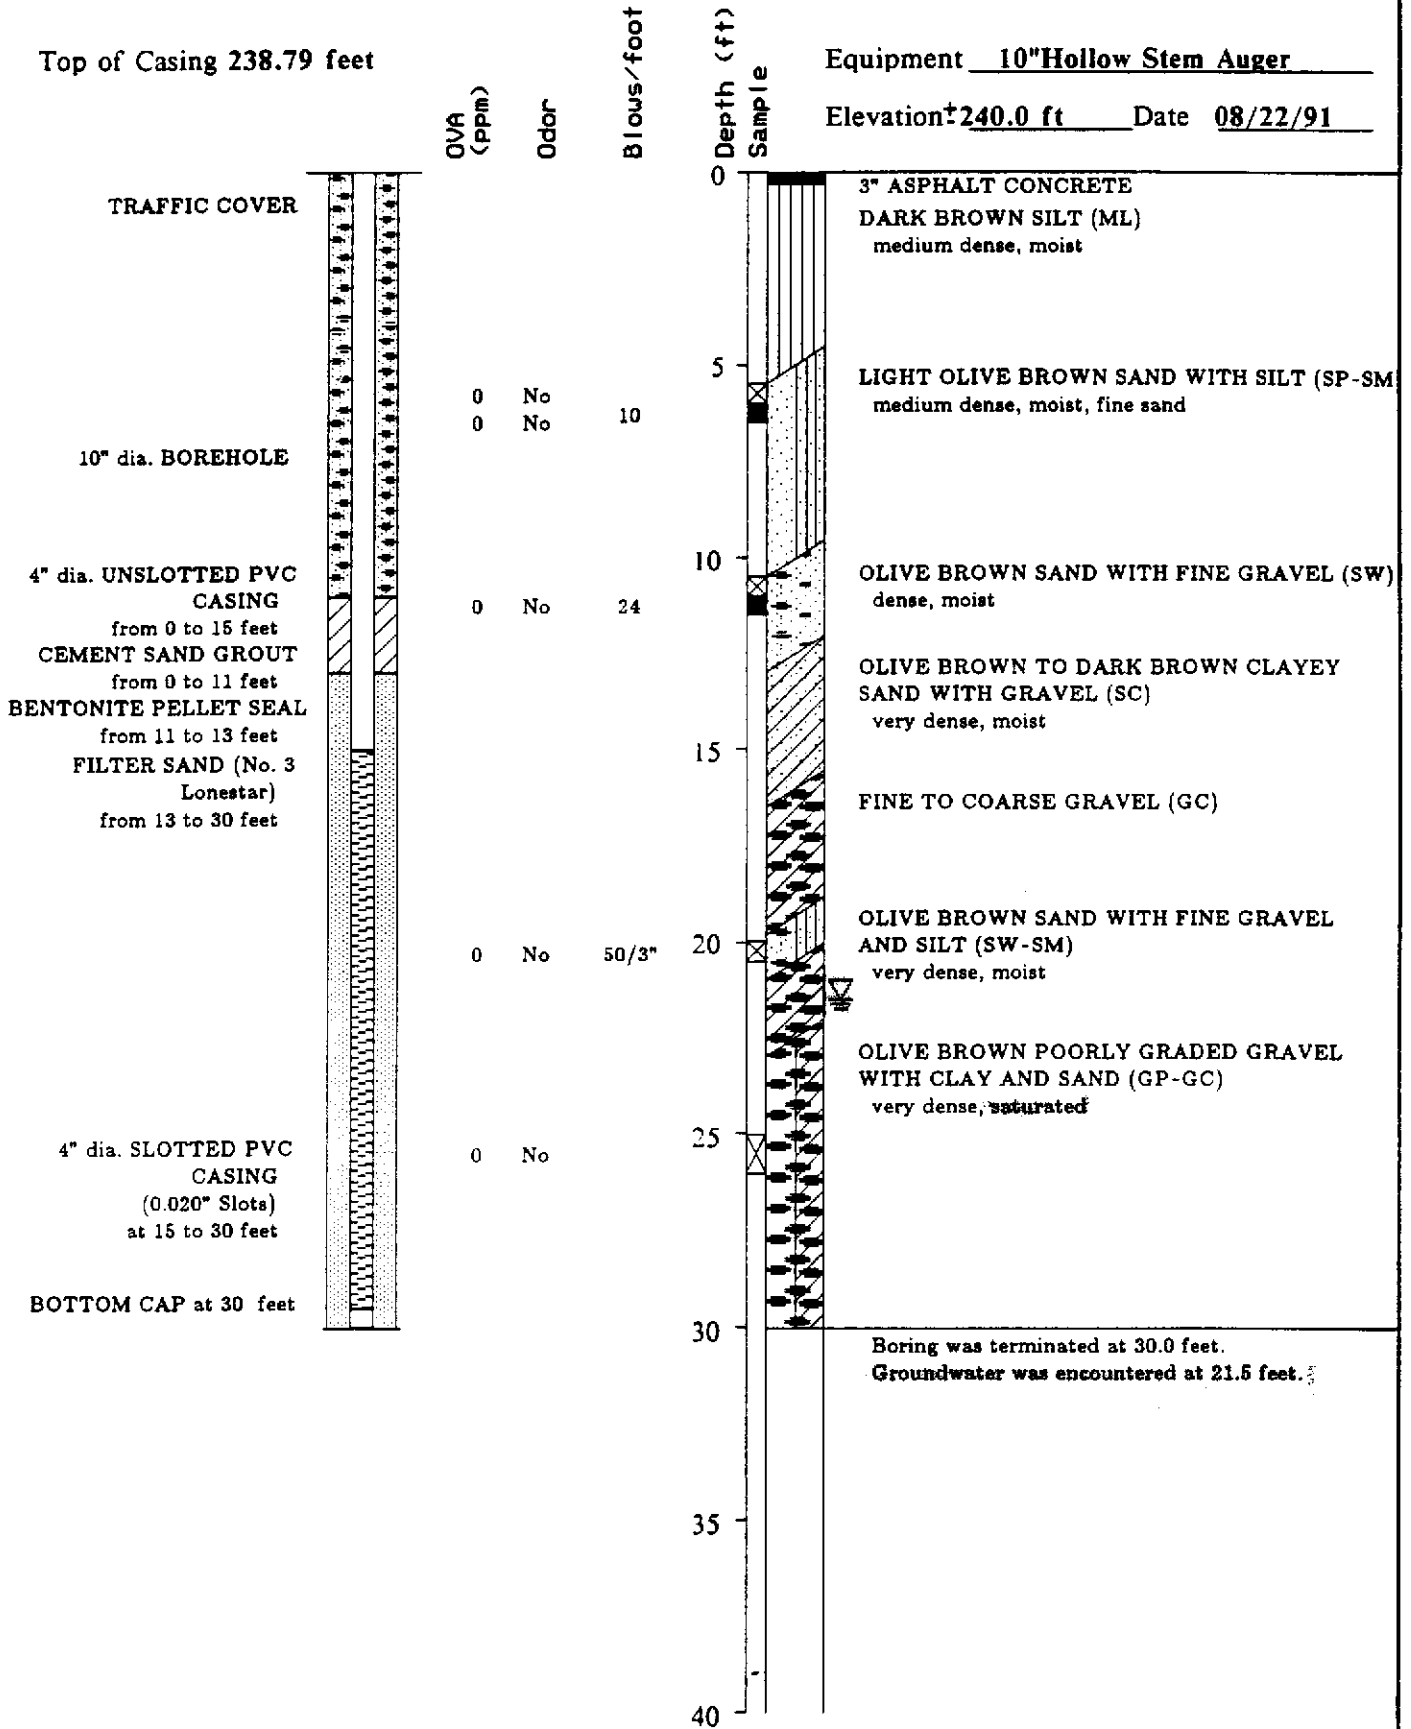 Top of Casing 238.79 feet
Equipment 10"Hollow Stem Auger
Elevation ±240.0 ft Date 08/22/91
OVA (ppm)
Odor
Blows/foot
Depth (ft)
Sample
0
TRAFFIC COVER
3" ASPHALT CONCRETE
DARK BROWN SILT (ML)
medium dense, moist
5
LIGHT OLIVE BROWN SAND WITH SILT (SP-SM
medium dense, moist, fine sand
0 No
0 No 10
10" dia. BOREHOLE
10
4" dia. UNSLOTTED PVC
CASING
from 0 to 15 feet
0 No 24
OLIVE BROWN SAND WITH FINE GRAVEL (SW)
dense, moist
CEMENT SAND GROUT
from 0 to 11 feet
BENTONITE PELLET SEAL
from 11 to 13 feet
OLIVE BROWN TO DARK BROWN CLAYEY
SAND WITH GRAVEL (SC)
very dense, moist
15
FILTER SAND (No. 3
Lonestar)
from 13 to 30 feet
FINE TO COARSE GRAVEL (GC)
20
0 No 50/3"
OLIVE BROWN SAND WITH FINE GRAVEL
AND SILT (SW-SM)
very dense, moist
OLIVE BROWN POORLY GRADED GRAVEL
WITH CLAY AND SAND (GP-GC)
very dense, saturated
25
4" dia. SLOTTED PVC
CASING
(0.020" Slots)
at 15 to 30 feet
0 No
BOTTOM CAP at 30 feet
30
Boring was terminated at 30.0 feet.
Groundwater was encountered at 21.5 feet.
35
40